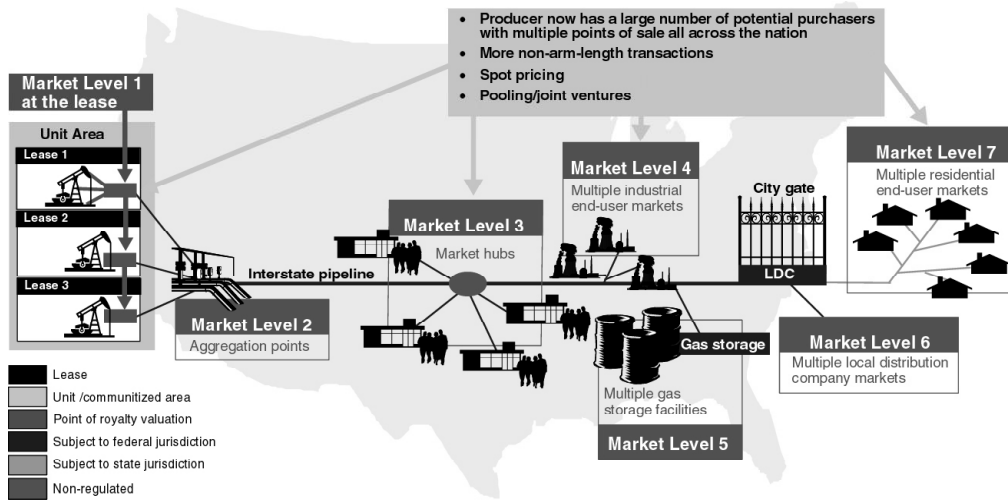 • Producer now has a large number of potential purchasers
with multiple points of sale all across the nation
• More non-arm-length transactions
• Spot pricing
• Pooling/joint ventures
Market Level 1
at the lease
Unit Area
Lease 1
Lease 2
Lease 3
Interstate pipeline
Market Level 2
Aggregation points
Market Level 3
Market hubs
Market Level 4
Multiple industrial
end-user markets
City gate
LDC
Market Level 7
Multiple residential
end-user markets
Gas storage
Multiple gas
storage facilities
Market Level 5
Market Level 6
Multiple local distribution
company markets
Lease
Unit /communitized area
Point of royalty valuation
Subject to federal jurisdiction
Subject to state jurisdiction
Non-regulated